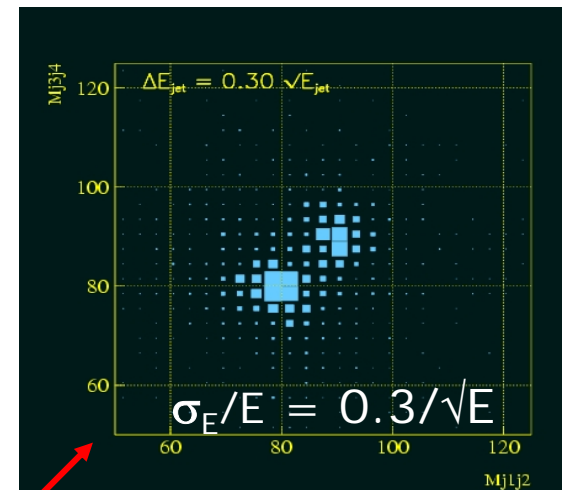 Mj3j4
ΔE_jet = 0.30 √E_jet
120
100
80
60
σ_E/E = 0.3/√E
60 80 100 120
Mj1j2